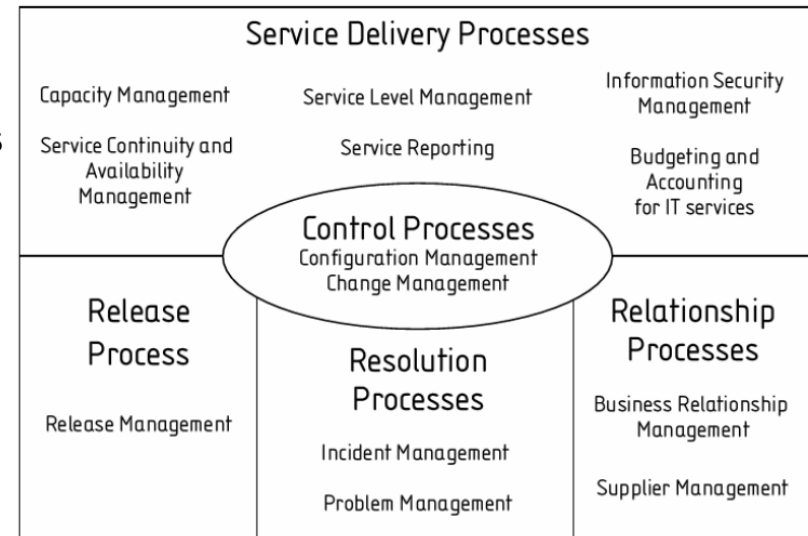 Service Delivery Processes
Capacity Management
Service Continuity and
Availability
Management
Service Level Management
Service Reporting
Information Security
Management
Budgeting and
Accounting
for IT services
Control Processes
Configuration Management
Change Management
Release
Process
Release Management
Resolution
Processes
Incident Management
Problem Management
Relationship
Processes
Business Relationship
Management
Supplier Management